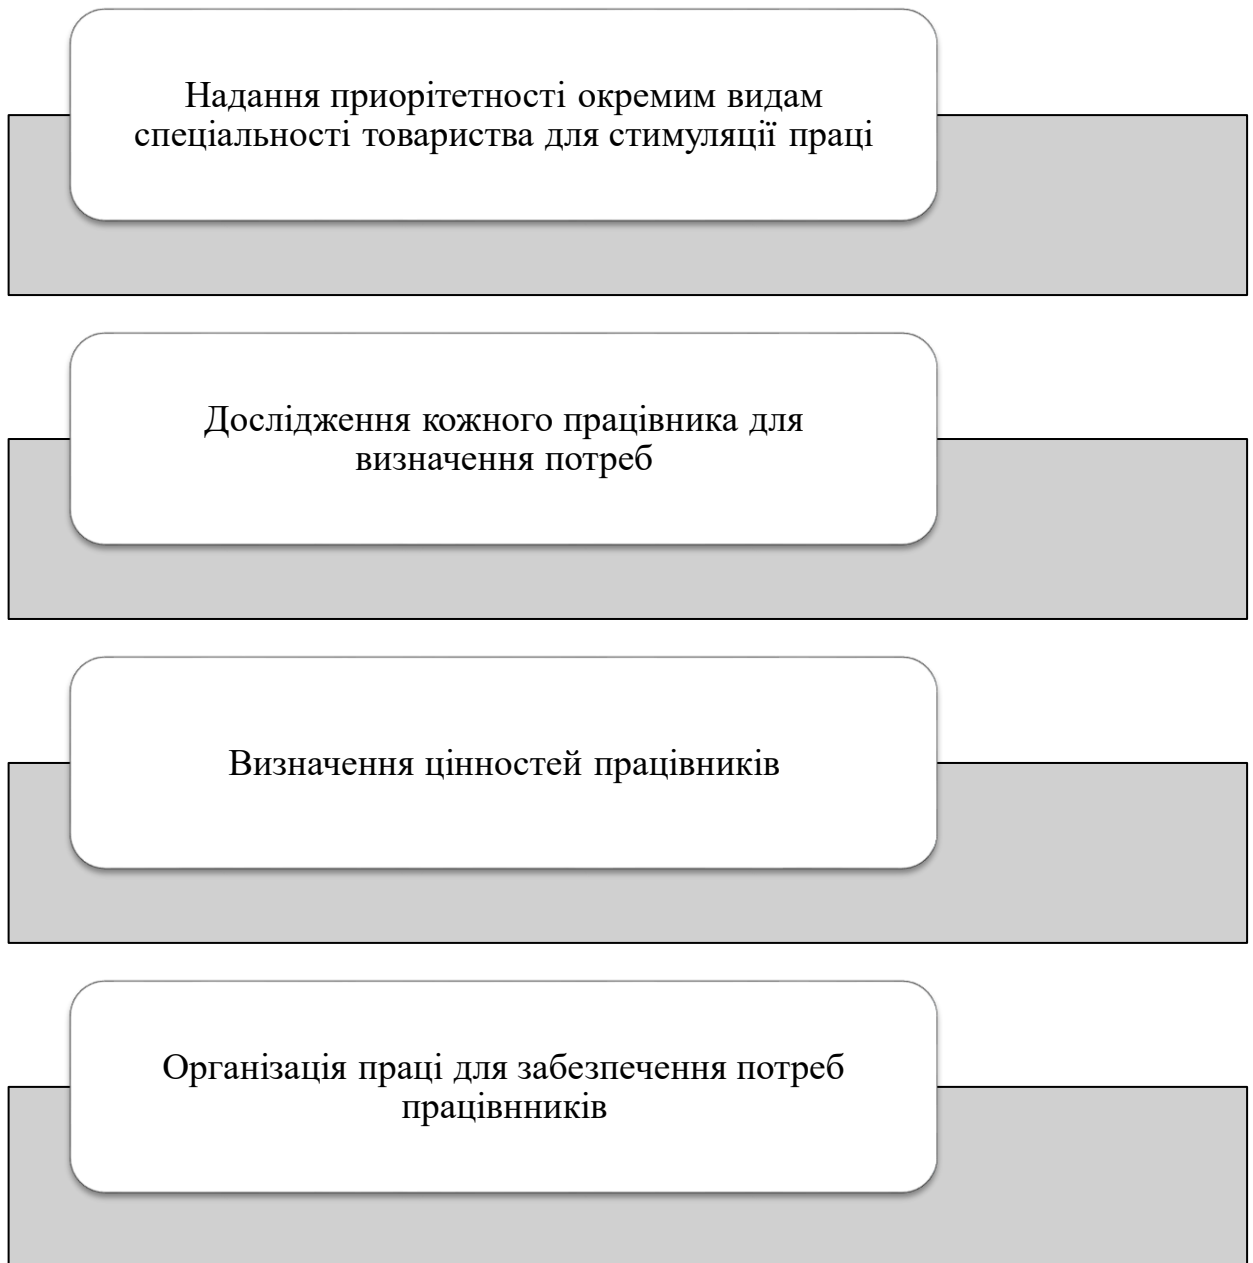 Надання приорітетності окремим видам
спеціальності товариства для стимуляції праці
Дослідження кожного працівника для
визначення потреб
Визначення цінностей працівників
Організація праці для забезпечення потреб
працівнників